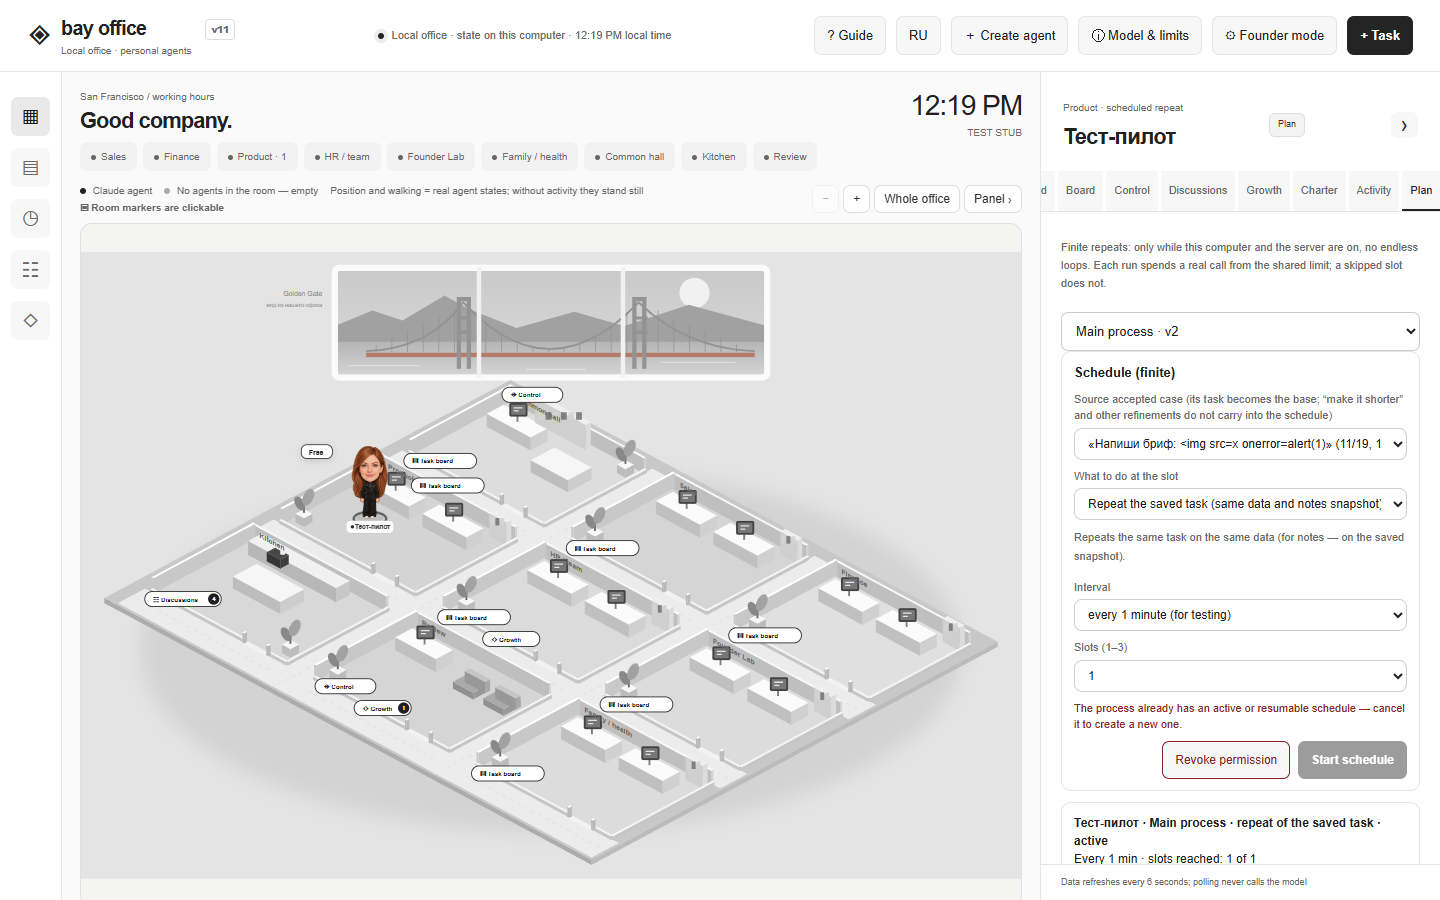 bay office
v11
Local office · personal agents
Local office · state on this computer · 12:19 PM local time
? Guide
RU
+ Create agent
Model & limits
Founder mode
+ Task
San Francisco / working hours
Good company.
12:19 PM
TEST STUB
Sales
Finance
Product · 1
HR / team
Founder Lab
Family / health
Common hall
Kitchen
Review
Claude agent
No agents in the room — empty
Position and walking = real agent states; without activity they stand still
Room markers are clickable
−
+
Whole office
Panel ›
Golden Gate
Control
Free
Task board
Task board
Тест-пилот
Kitchen
Task board
Discussions 4
Task board
Growth
Task board
Control
Growth 1
Task board
Task board
Product · scheduled repeat
Тест-пилот
Plan
›
d
Board
Control
Discussions
Growth
Charter
Activity
Plan
Finite repeats: only while this computer and the server are on, no endless
loops. Each run spends a real call from the shared limit; a skipped slot
does not.
Main process · v2
Schedule (finite)
Source accepted case (its task becomes the base; “make it shorter”
and other refinements do not carry into the schedule)
«Напиши бриф: <img src=x onerror=alert(1)» (11/19, 1
What to do at the slot
Repeat the saved task (same data and notes snapshot)
Repeats the same task on the same data (for notes — on the saved
snapshot).
Interval
every 1 minute (for testing)
Slots (1–3)
1
The process already has an active or resumable schedule — cancel
it to create a new one.
Revoke permission
Start schedule
Тест-пилот · Main process · repeat of the saved task ·
active
Every 1 min · slots reached: 1 of 1
Data refreshes every 6 seconds; polling never calls the model